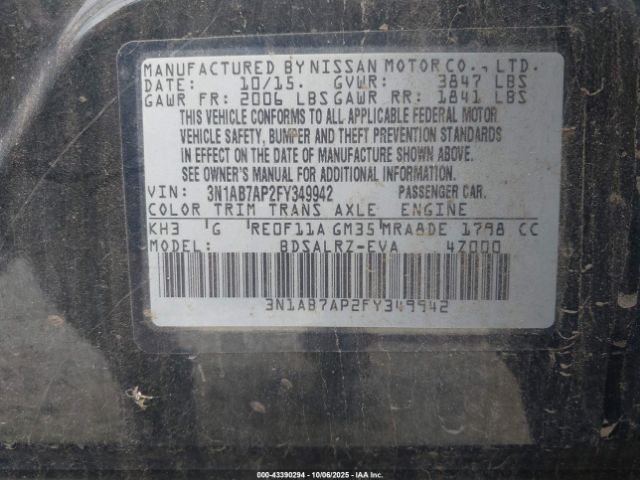 MANUFACTURED BY NISSAN MOTOR CO., LTD.
DATE: 10/15. GVWR: 3847 LBS
GAWR FR: 2006 LBS GAWR RR: 1841 LBS
THIS VEHICLE CONFORMS TO ALL APPLICABLE FEDERAL MOTOR
VEHICLE SAFETY, BUMPER AND THEFT PREVENTION STANDARDS
IN EFFECT ON THE DATE OF MANUFACTURE SHOWN ABOVE.
SEE OWNER'S MANUAL FOR ADDITIONAL INFORMATION.
VIN: 3N1AB7AP2FY349942 PASSENGER CAR.
COLOR TRIM TRANS AXLE ENGINE
KH3 G RE0F11A GM35 MRA8DE 1798 CC
MODEL: BDSALRZ-EVA 47000
3N1AB7AP2FY349942
000-43390294 - 10/06/2025 - IAA Inc.